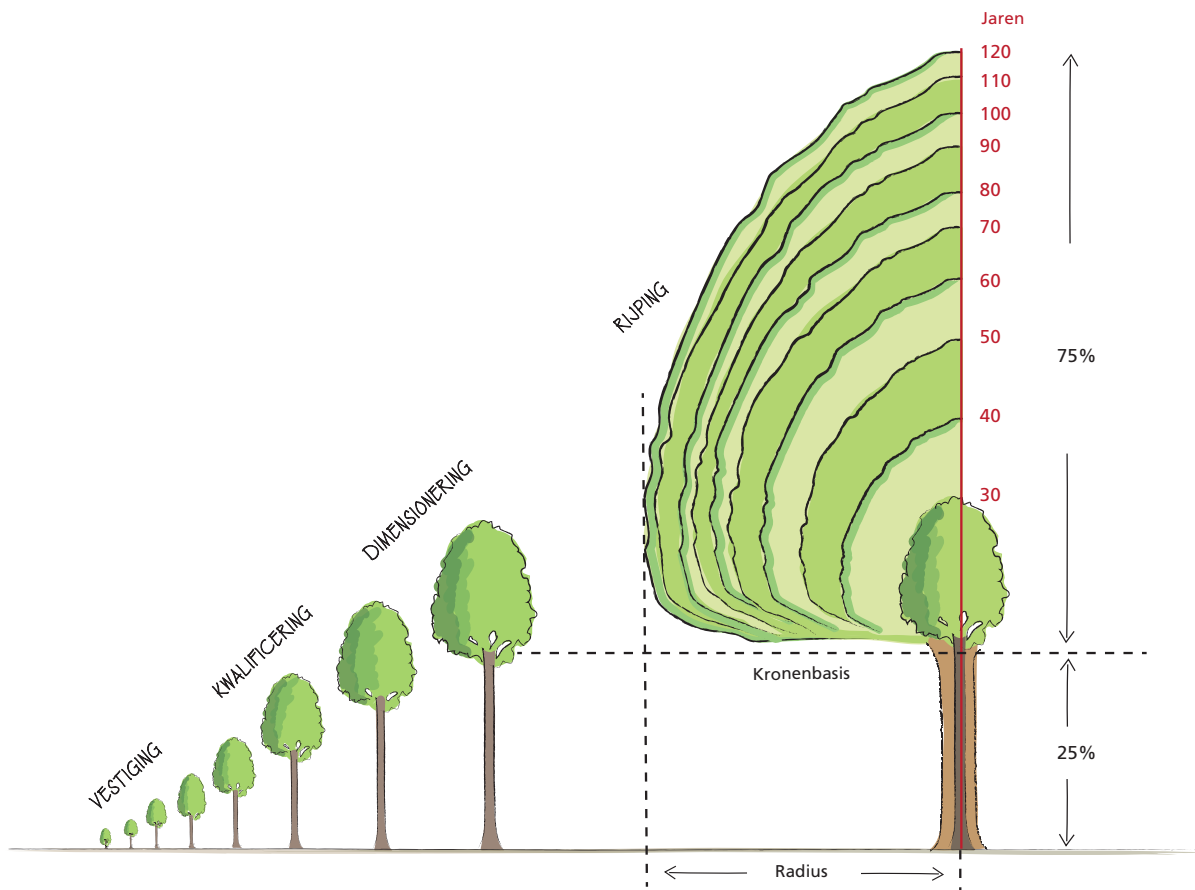 Jaren
120
110
100
90
80
70
60
50
40
30
75%
25%
RIJPING
DIMENSIONERING
KWALIFICERING
VESTIGING
Kronenbasis
Radius